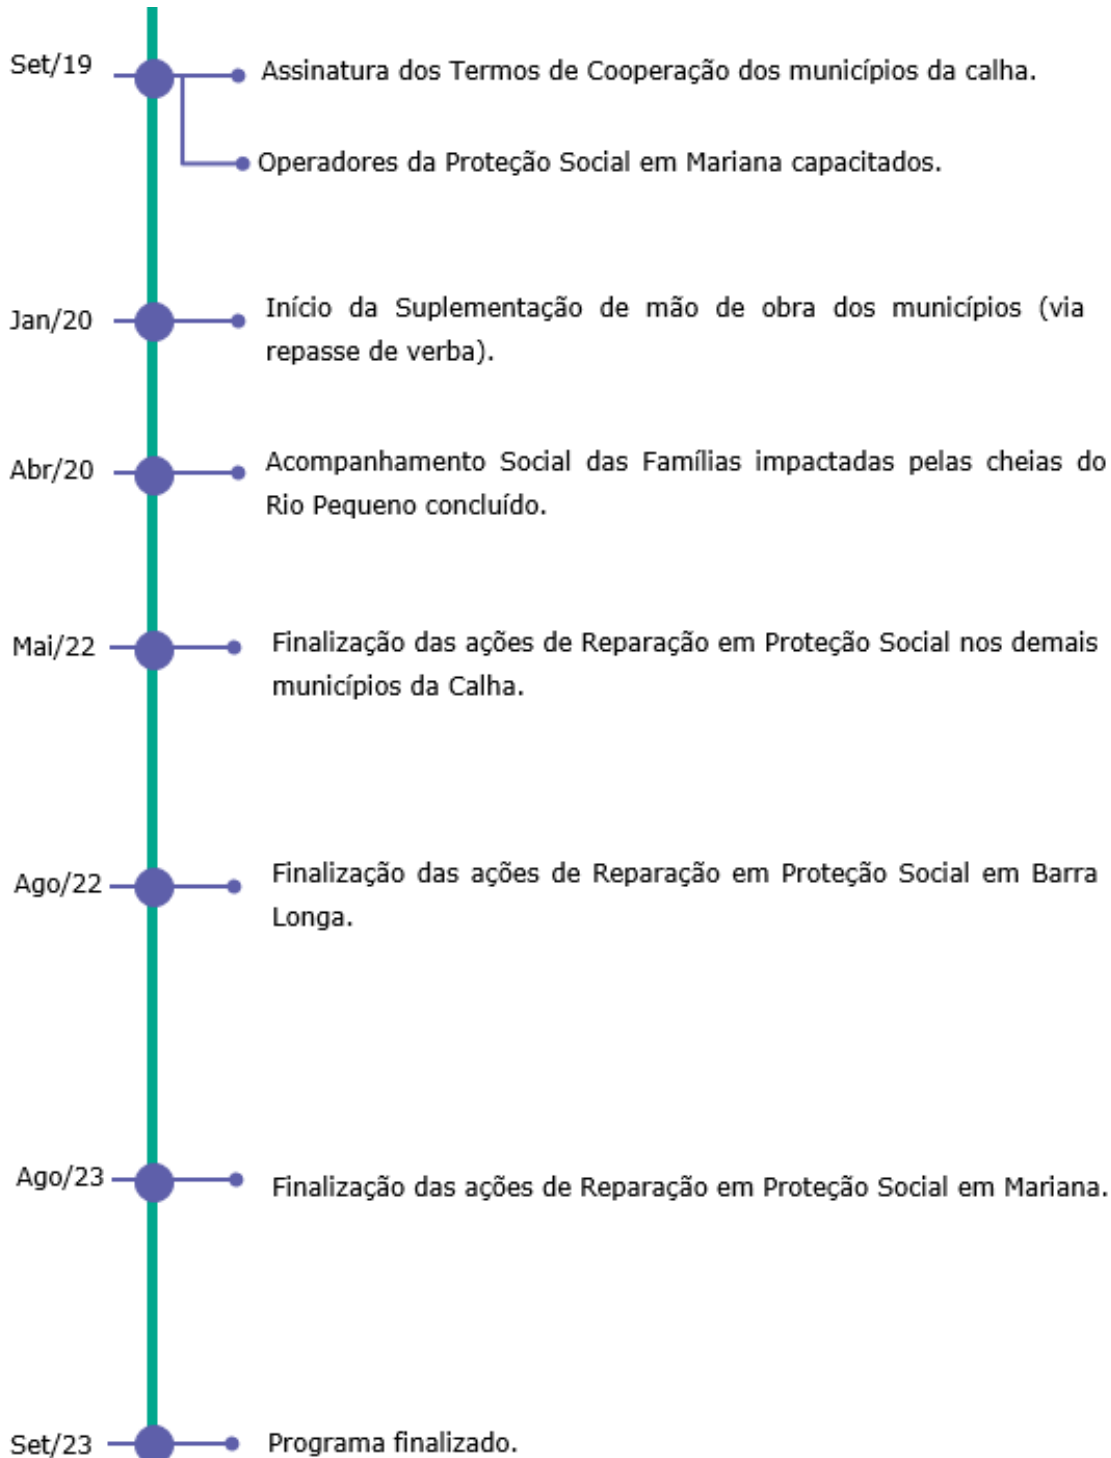 Set/19
Assinatura dos Termos de Cooperação dos municípios da calha.
Operadores da Proteção Social em Mariana capacitados.
Jan/20
Início da Suplementação de mão de obra dos municípios (via
repasse de verba).
Abr/20
Acompanhamento Social das Famílias impactadas pelas cheias do
Rio Pequeno concluído.
Mai/22
Finalização das ações de Reparação em Proteção Social nos demais
municípios da Calha.
Ago/22
Finalização das ações de Reparação em Proteção Social em Barra
Longa.
Ago/23
Finalização das ações de Reparação em Proteção Social em Mariana.
Set/23
Programa finalizado.